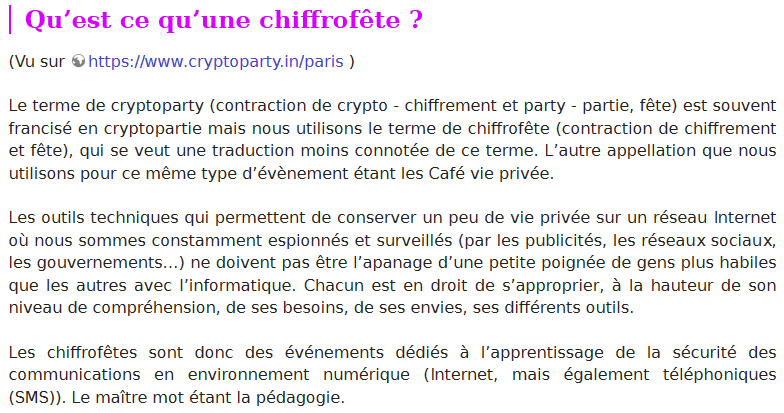 Qu’est ce qu’une chiffrofête ?
(Vu sur https://www.cryptoparty.in/paris )
Le terme de cryptoparty (contraction de crypto - chiffrement et party - partie, fête) est souvent
francisé en cryptopartie mais nous utilisons le terme de chiffrofête (contraction de chiffrement
et fête), qui se veut une traduction moins connotée de ce terme. L’autre appellation que nous
utilisons pour ce même type d’évènement étant les Café vie privée.
Les outils techniques qui permettent de conserver un peu de vie privée sur un réseau Internet
où nous sommes constamment espionnés et surveillés (par les publicités, les réseaux sociaux,
les gouvernements...) ne doivent pas être l’apanage d’une petite poignée de gens plus habiles
que les autres avec l’informatique. Chacun est en droit de s’approprier, à la hauteur de son
niveau de compréhension, de ses besoins, de ses envies, ses différents outils.
Les chiffrofêtes sont donc des événements dédiés à l’apprentissage de la sécurité des
communications en environnement numérique (Internet, mais également téléphoniques
(SMS)). Le maître mot étant la pédagogie.